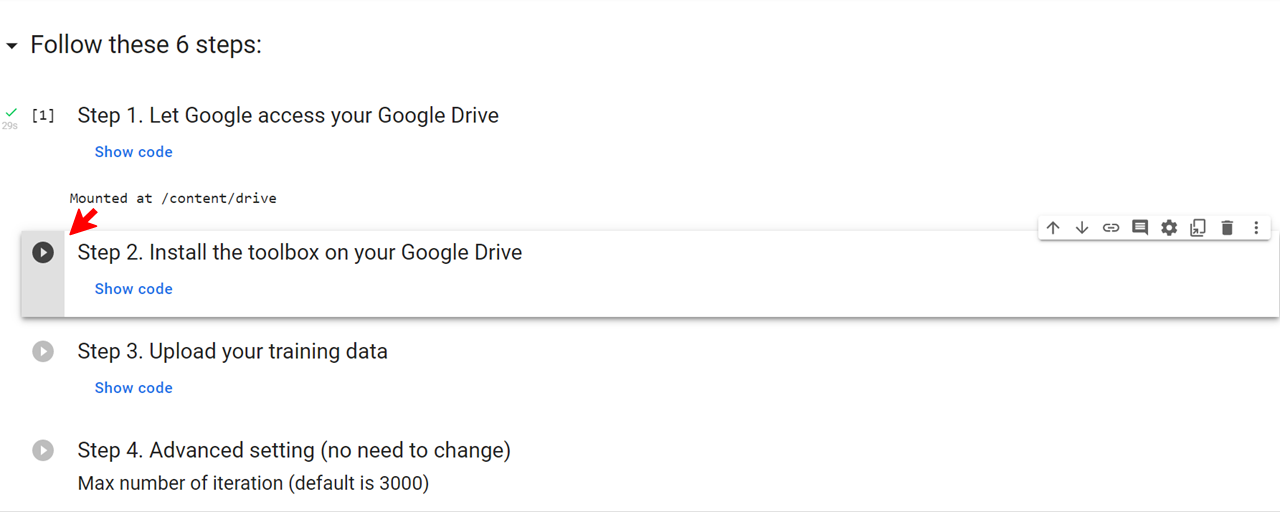 Follow these 6 steps:
[1] Step 1. Let Google access your Google Drive
29s
Show code
Mounted at /content/drive
Step 2. Install the toolbox on your Google Drive
Show code
Step 3. Upload your training data
Show code
Step 4. Advanced setting (no need to change)
Max number of iteration (default is 3000)